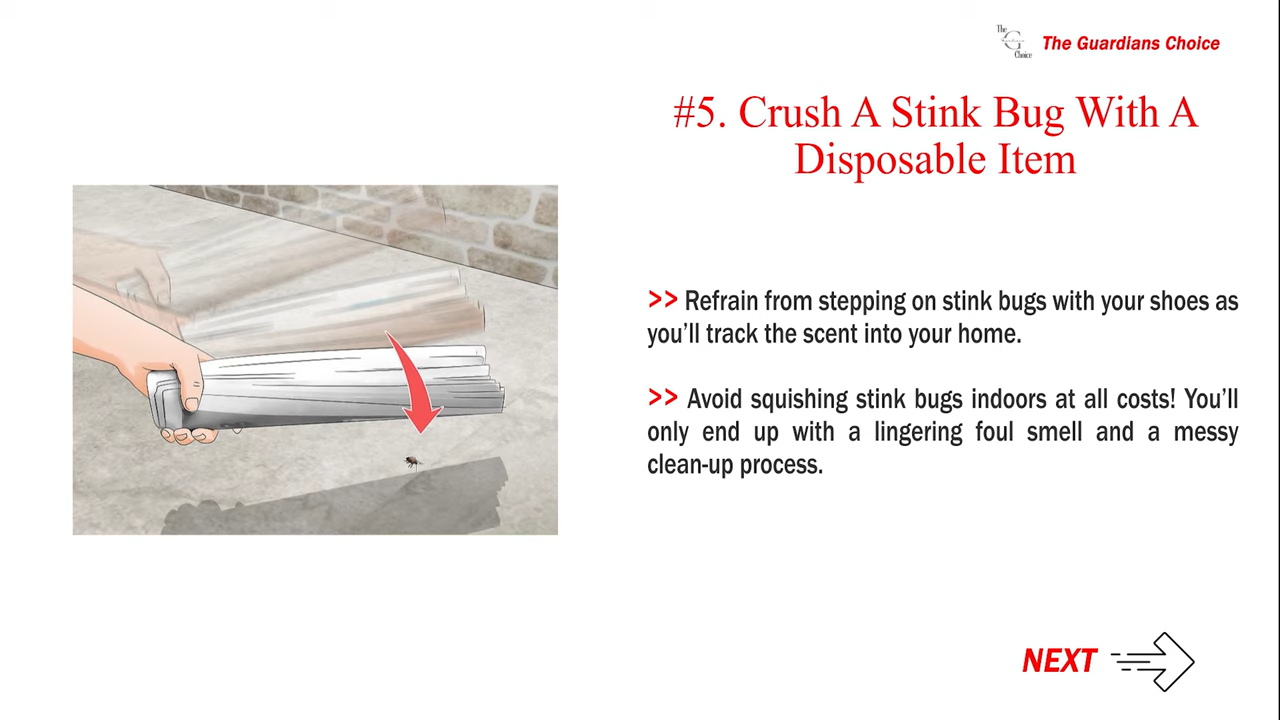 The
G
Choice
The Guardians Choice
#5. Crush A Stink Bug With A
Disposable Item
>> Refrain from stepping on stink bugs with your shoes as
you’ll track the scent into your home.
>> Avoid squishing stink bugs indoors at all costs! You’ll
only end up with a lingering foul smell and a messy
clean-up process.
NEXT